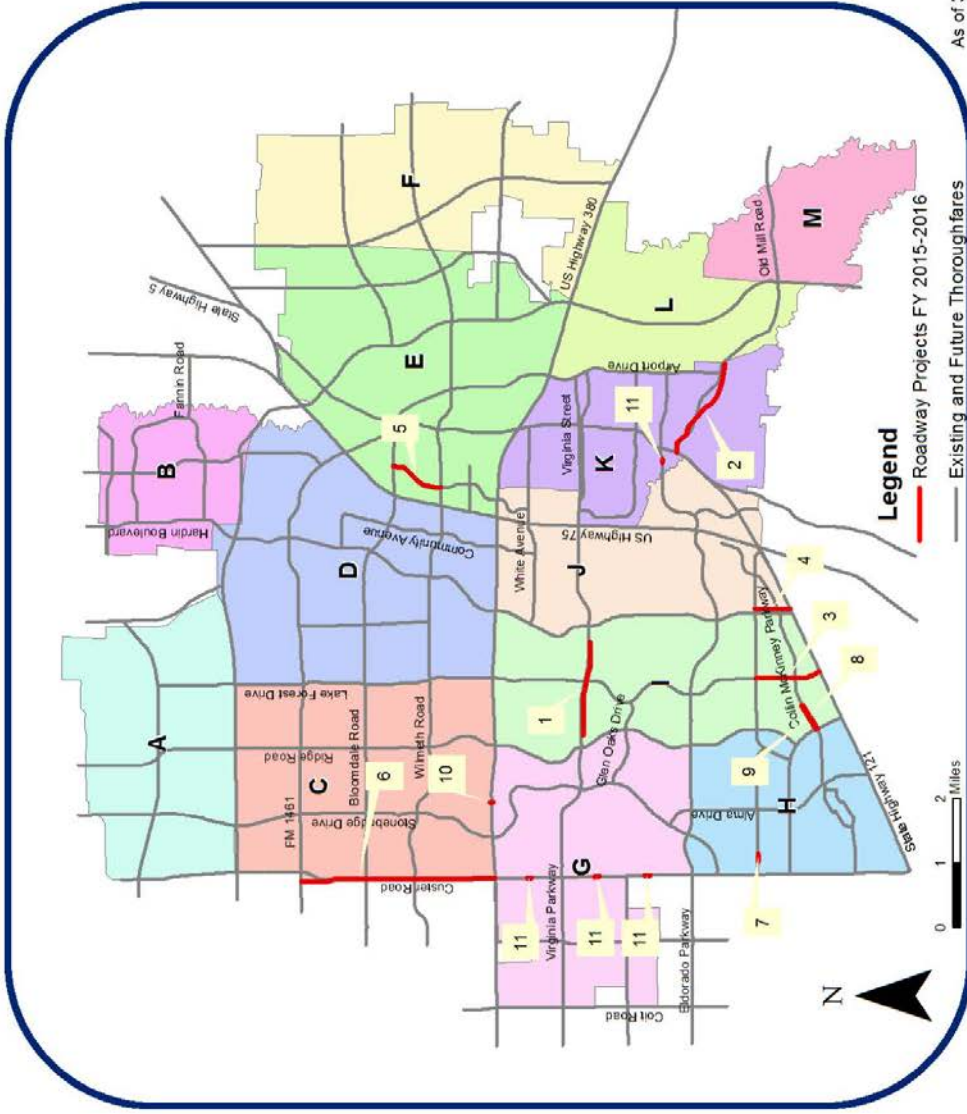 A
B
C
D
E
F
G
H
I
J
K
L
M
State Highway 5
Fannin Road
Hardin Boulevard
Lake Forest Drive
Ridge Road
FM 1461
Bloomdale Road
Wilmeth Road
Stonebridge Drive
Custer Road
Community Avenue
US Highway 380
White Avenue
Virginia Street
Airport Drive
US Highway 75
Old Mill Road
Virginia Parkway
Glen Oaks Drive
Coit Road
Eldorado Parkway
Alma Drive
Collin McKinney Parkway
State Highway 121
5
6
10
1
11
11
11
11
2
4
3
8
9
7
N
0 1 2
Miles
Legend
Roadway Projects FY 2015-2016
Existing and Future Thoroughfares
As of